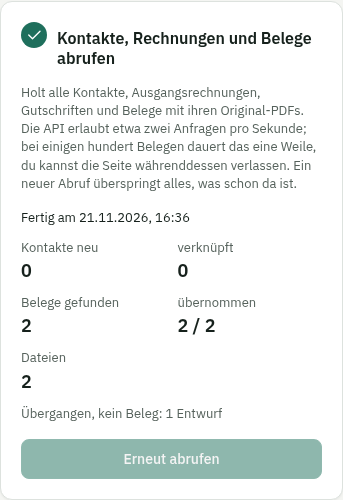 Kontakte, Rechnungen und Belege
abrufen
Holt alle Kontakte, Ausgangsrechnungen,
Gutschriften und Belege mit ihren Original-PDFs.
Die API erlaubt etwa zwei Anfragen pro Sekunde;
bei einigen hundert Belegen dauert das eine Weile,
du kannst die Seite währenddessen verlassen. Ein
neuer Abruf überspringt alles, was schon da ist.
Fertig am 21.11.2026, 16:36
Kontakte neu verknüpft
0 0
Belege gefunden übernommen
2 2 / 2
Dateien
2
Übergangen, kein Beleg: 1 Entwurf
Erneut abrufen